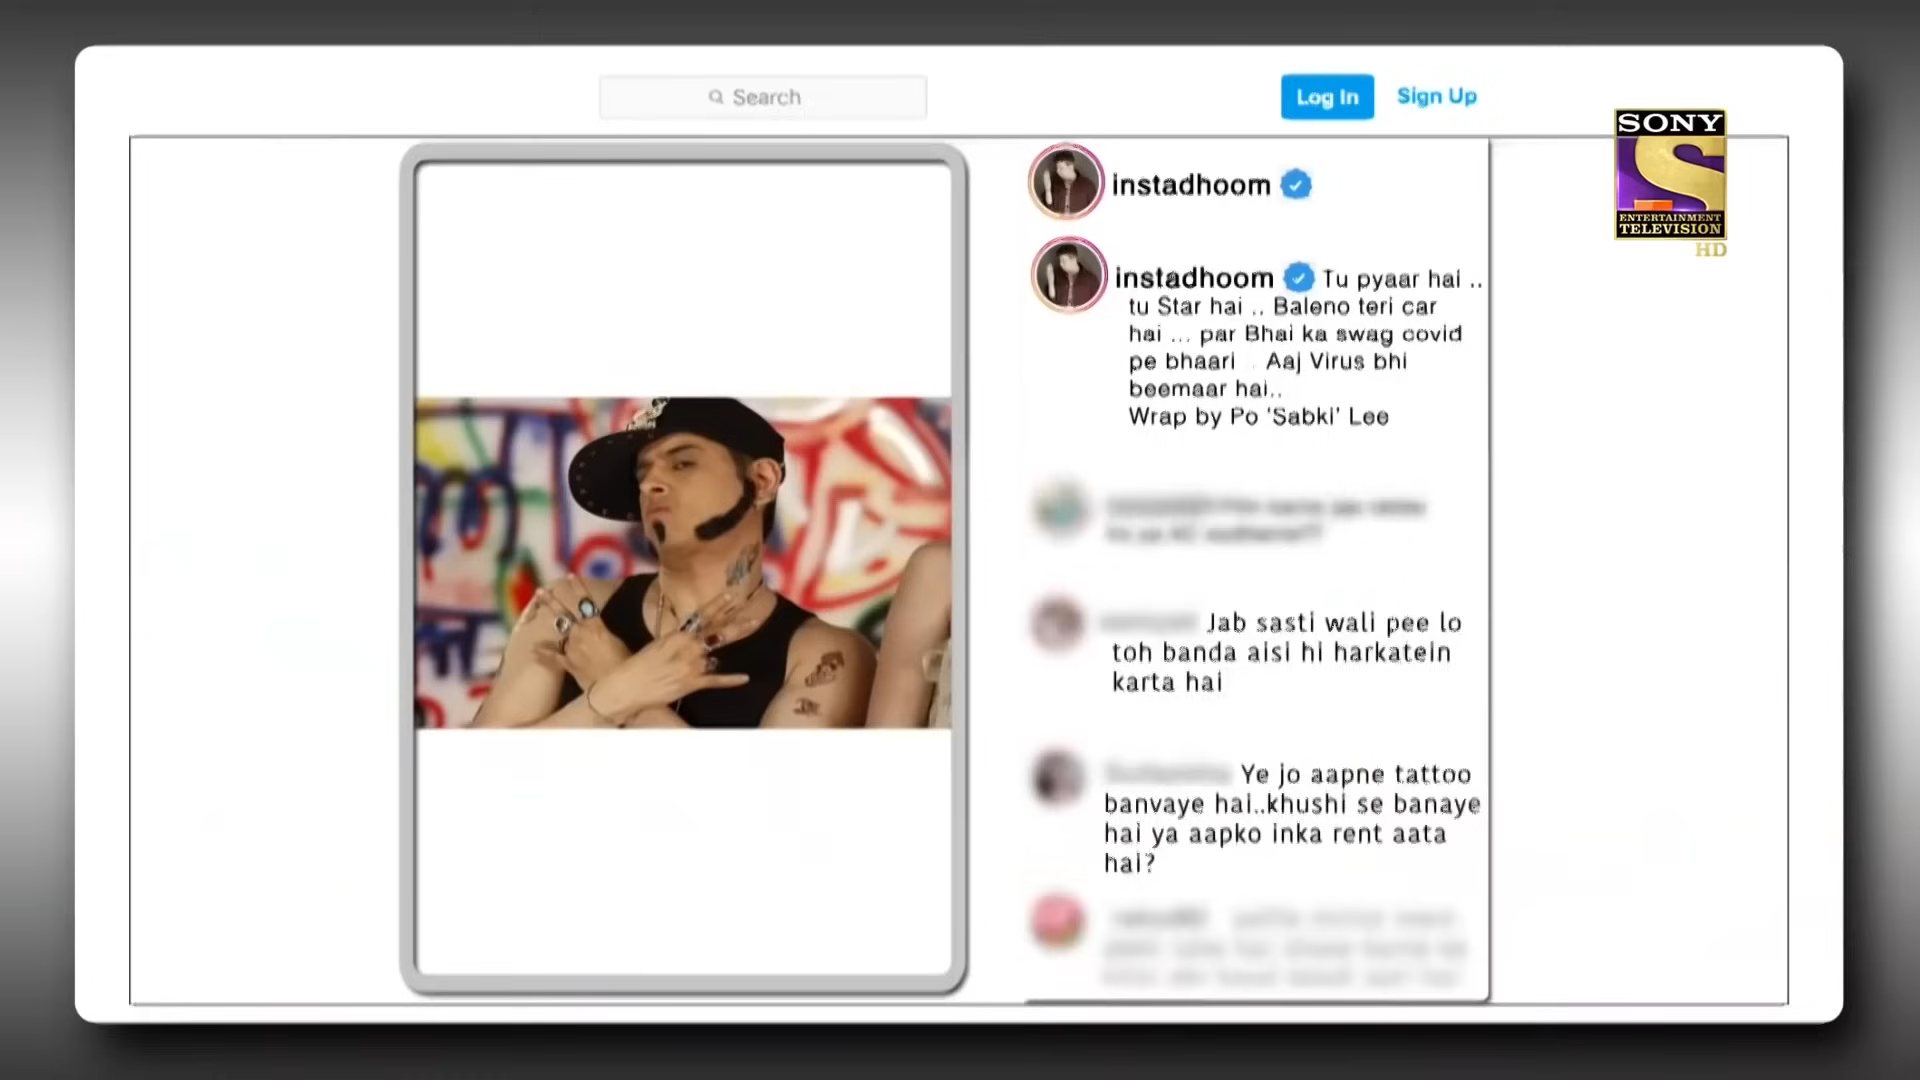 Search
Log In
Sign Up
SONY
ENTERTAINMENT
TELEVISION
HD
instadhoom
instadhoom Tu pyaar hai ..
tu Star hai .. Baleno teri car
hai ... par Bhai ka swag covid
pe bhaari . Aaj Virus bhi
beemaar hai..
Wrap by Po 'Sabki' Lee
Jab sasti wali pee lo
toh banda aisi hi harkatein
karta hai
Ye jo aapne tattoo
banvaye hai..khushi se banaye
hai ya aapko inka rent aata
hai?